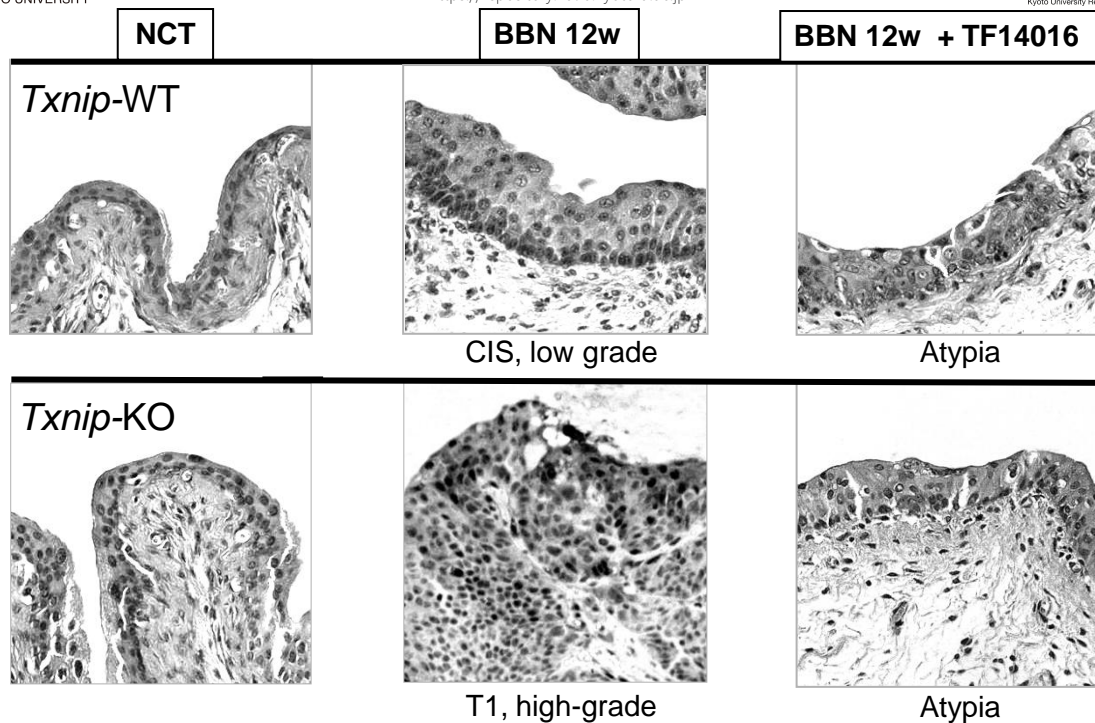 NCT
BBN 12w
BBN 12w + TF14016
Txnip-WT
CIS, low grade
Atypia
Txnip-KO
T1, high-grade
Atypia